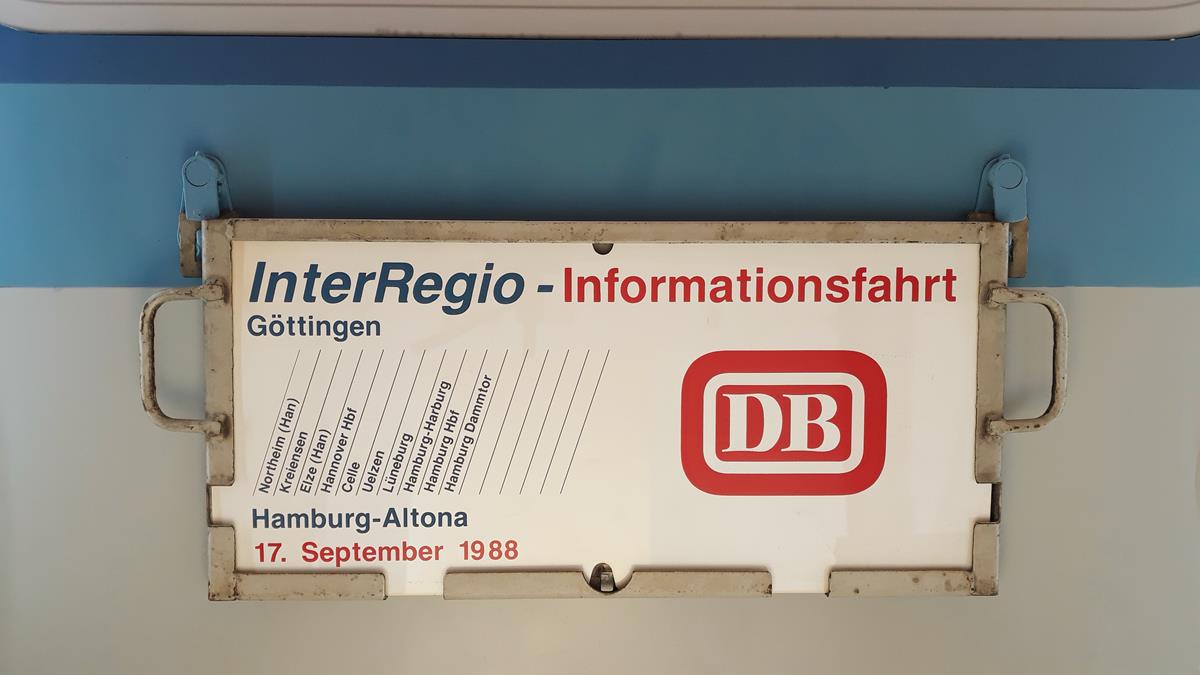 InterRegio - Informationsfahrt
Göttingen
Northeim (Han)
Kreiensen
Elze (Han)
Hannover Hbf
Celle
Uelzen
Lüneburg
Hamburg-Harburg
Hamburg Hbf
Hamburg Dammtor
Hamburg-Altona
17. September 1988
DB